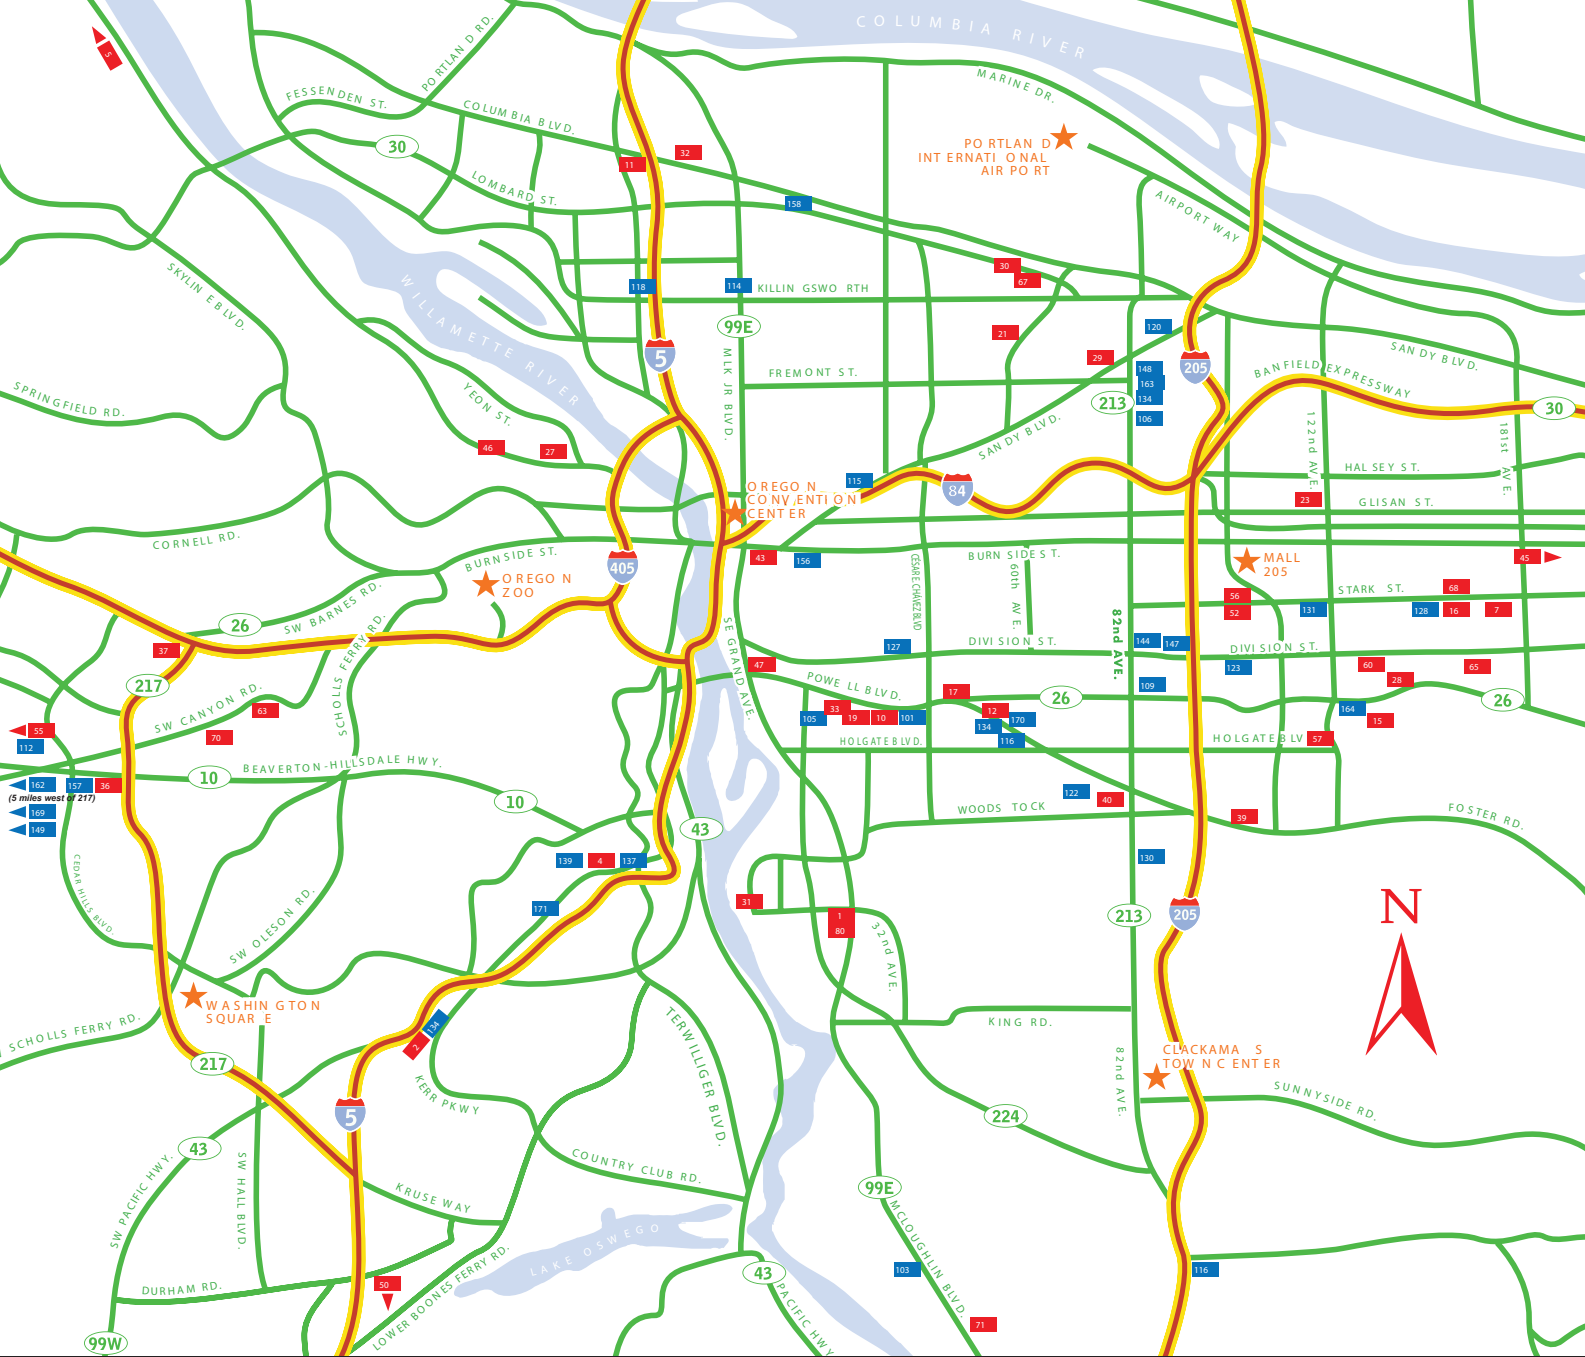 COLUMBIA RIVER
5
PORTLAND RD.
FESSENDEN ST.
COLUMBIA BLVD.
MARINE DR.
30
PORTLAND
INTERNATIONAL
AIRPORT
32
11
LOMBARD ST.
158
AIRPORT WAY
SKYLINE BLVD.
WILLAMETTE RIVER
30
67
118
114
KILLINGSWORTH
99E
120
21
5
29
205
SANDY BLVD.
BANFIELD EXPRESSWAY
148
163
134
106
FREMONT ST.
MLK JR BLVD.
SPRINGFIELD RD.
YEON ST.
213
30
SANDY BLVD.
122nd AVE.
181st AVE.
46
27
HALSEY ST.
115
84
OREGON
CONVENTION
CENTER
23
GLISAN ST.
CORNELL RD.
BURNSIDE ST.
43
156
BURNSIDE ST.
45
MALL
205
405
OREGON
ZOO
CÉSAR E. CHÁVEZ BLVD
60th AVE.
STARK ST.
68
56
52
131
128
16
7
82nd AVE.
26
SW BARNES RD.
SE GRAND AVE.
127
DIVISION ST.
144
147
DIVISION ST.
37
SCHOLLS FERRY RD.
47
123
60
28
65
217
POWELL BLVD.
109
17
26
26
SW CANYON RD.
63
33
105
19
10
101
12
170
134
116
164
15
55
112
70
HOLGATE BLVD.
HOLGATE BLV
57
10
BEAVERTON-HILLSDALE HWY.
162
157
36
(5 miles west of 217)
169
149
10
122
40
WOODSTOCK
39
FOSTER RD.
43
CEDAR HILLS BLVD.
139
4
137
130
SW OLESON RD.
171
31
1
80
32nd AVE.
213
205
N
WASHINGTON
SQUARE
SCHOLLS FERRY RD.
134
2
TERWILLIGER BLVD.
KING RD.
82nd AVE.
CLACKAMAS
TOWN CENTER
217
KERR PKWY
SUNNYSIDE RD.
5
224
43
SW PACIFIC HWY.
SW HALL BLVD.
COUNTRY CLUB RD.
KRUSE WAY
99E
MCLOUGHLIN BLVD.
LAKE OSWEGO
LOWER BOONES FERRY RD.
43
PACIFIC HWY
103
116
DURHAM RD.
50
71
99W